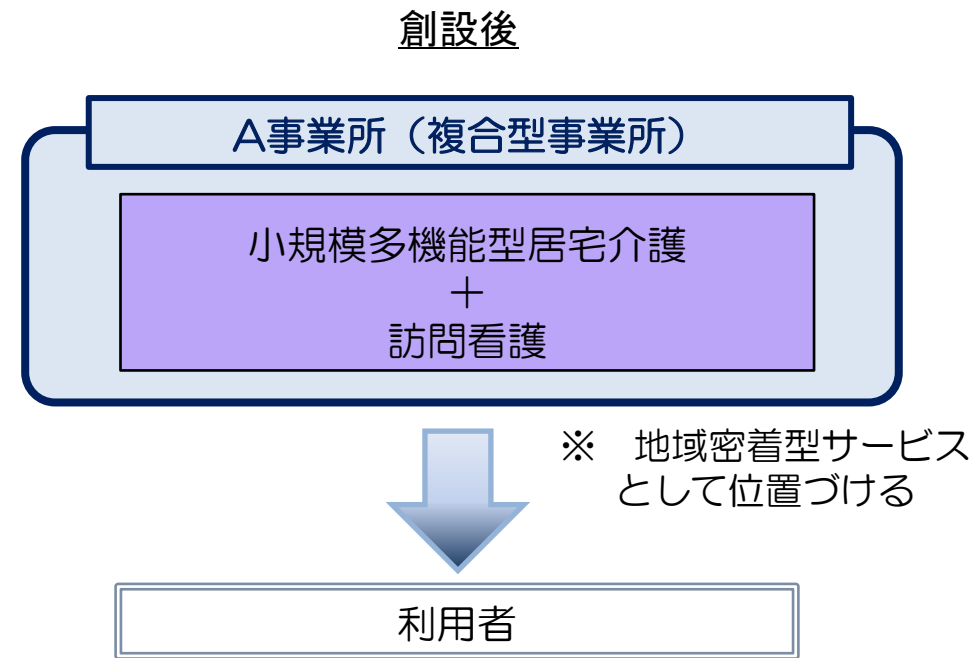 創設後
A事業所（複合型事業所）
小規模多機能型居宅介護
＋
訪問看護
※　地域密着型サービス
として位置づける
利用者